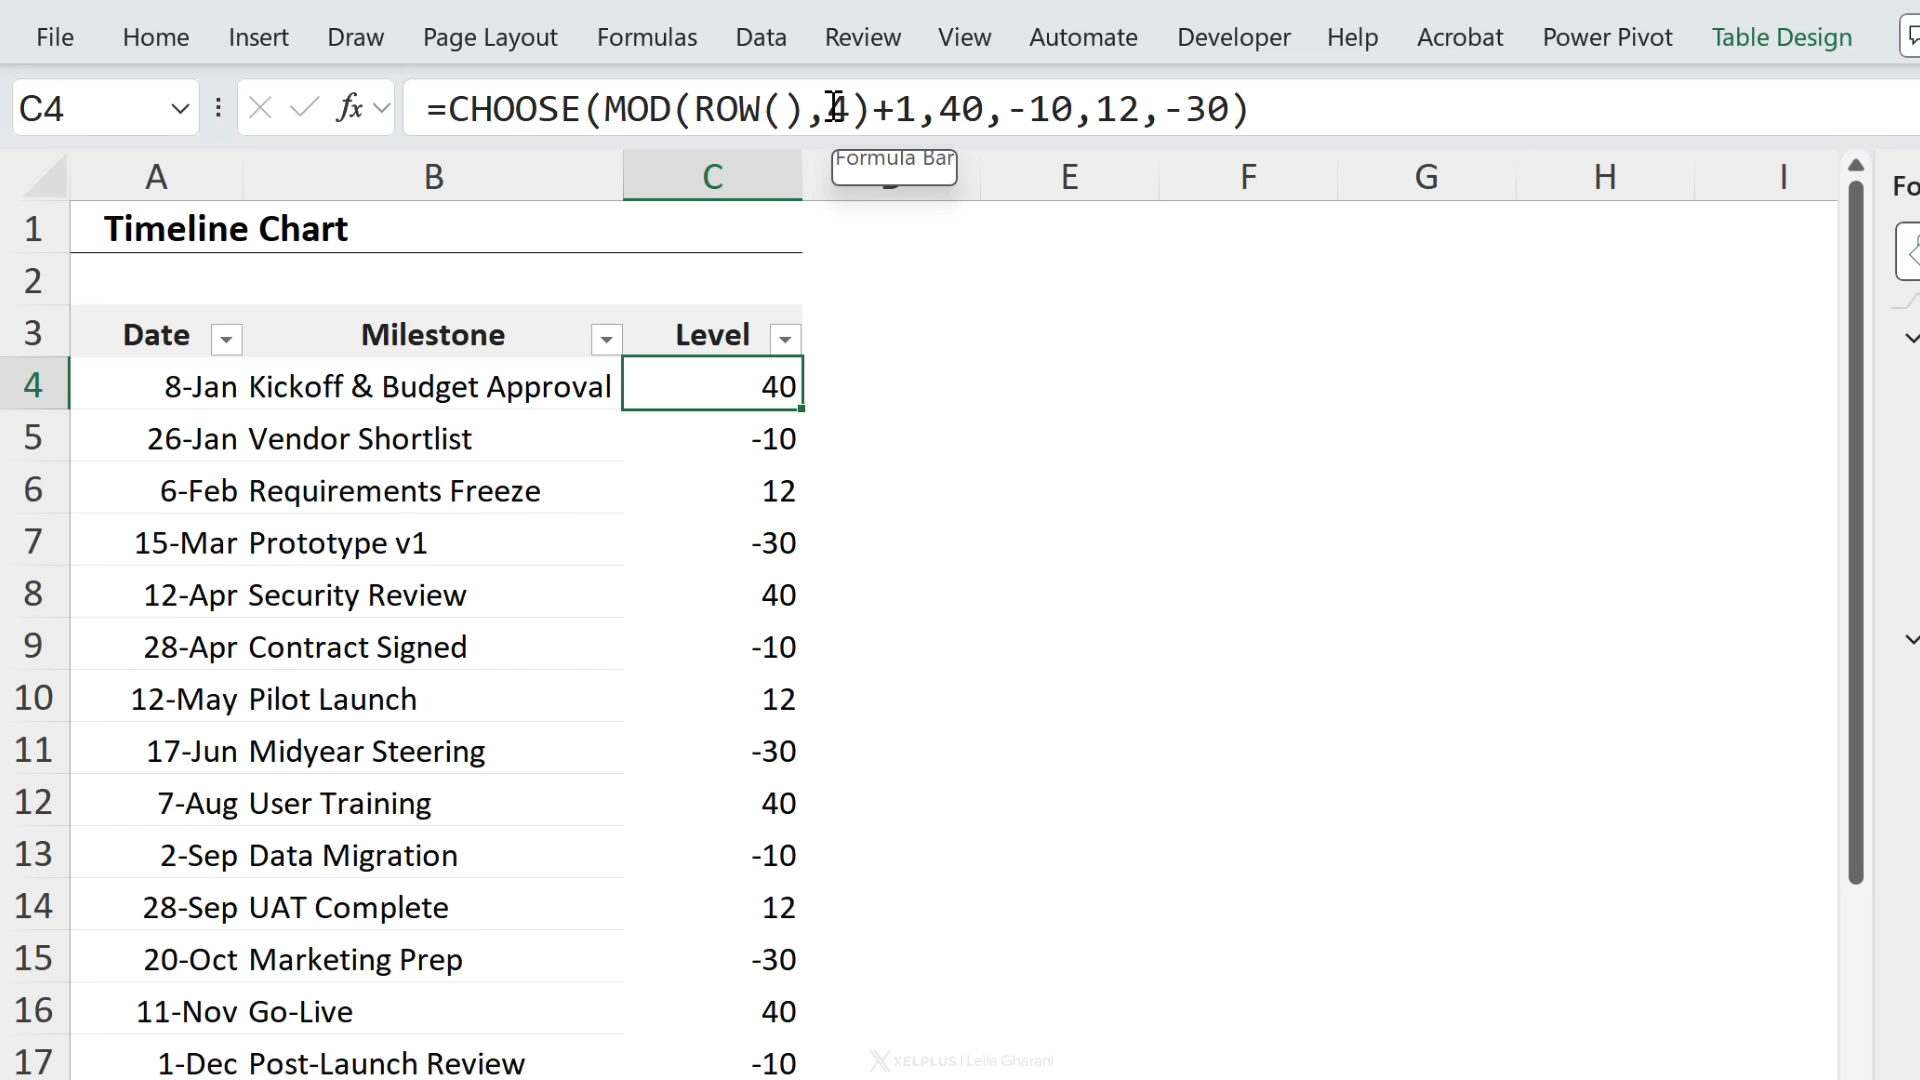 File Home Insert Draw Page Layout Formulas Data Review View Automate Developer Help Acrobat Power Pivot Table Design
C4 fx =CHOOSE(MOD(ROW(),4)+1,40,-10,12,-30)
Formula Bar
A B C E F G H I
1 Timeline Chart
2
3 Date Milestone Level
4 8-Jan Kickoff & Budget Approval 40
5 26-Jan Vendor Shortlist -10
6 6-Feb Requirements Freeze 12
7 15-Mar Prototype v1 -30
8 12-Apr Security Review 40
9 28-Apr Contract Signed -10
10 12-May Pilot Launch 12
11 17-Jun Midyear Steering -30
12 7-Aug User Training 40
13 2-Sep Data Migration -10
14 28-Sep UAT Complete 12
15 20-Oct Marketing Prep -30
16 11-Nov Go-Live 40
17 1-Dec Post-Launch Review -10
XELPLUS | Leila Gharani